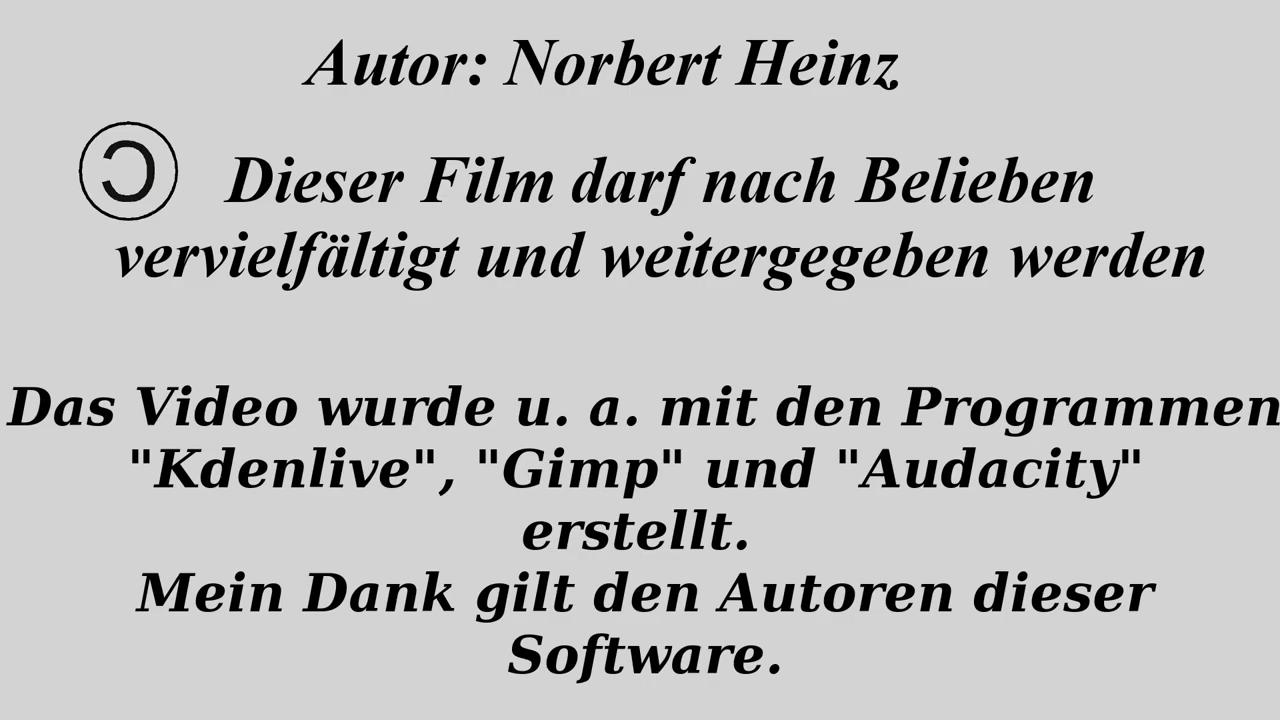 Autor: Norbert Heinz
Dieser Film darf nach Belieben
vervielfältigt und weitergegeben werden
Das Video wurde u. a. mit den Programmen
"Kdenlive", "Gimp" und "Audacity"
erstellt.
Mein Dank gilt den Autoren dieser
Software.